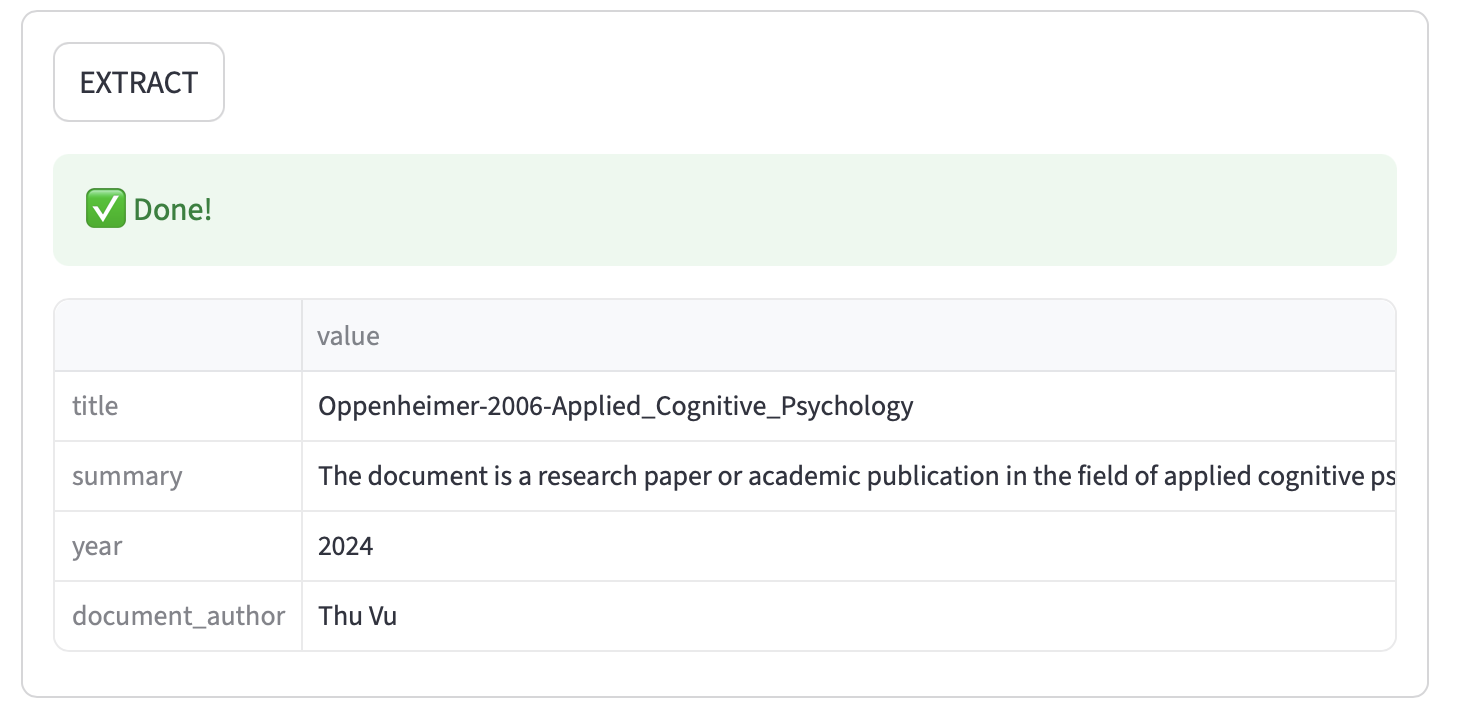 EXTRACT
✅ Done!
value
title Oppenheimer-2006-Applied_Cognitive_Psychology
summary The document is a research paper or academic publication in the field of applied cognitive ps
year 2024
document_author Thu Vu